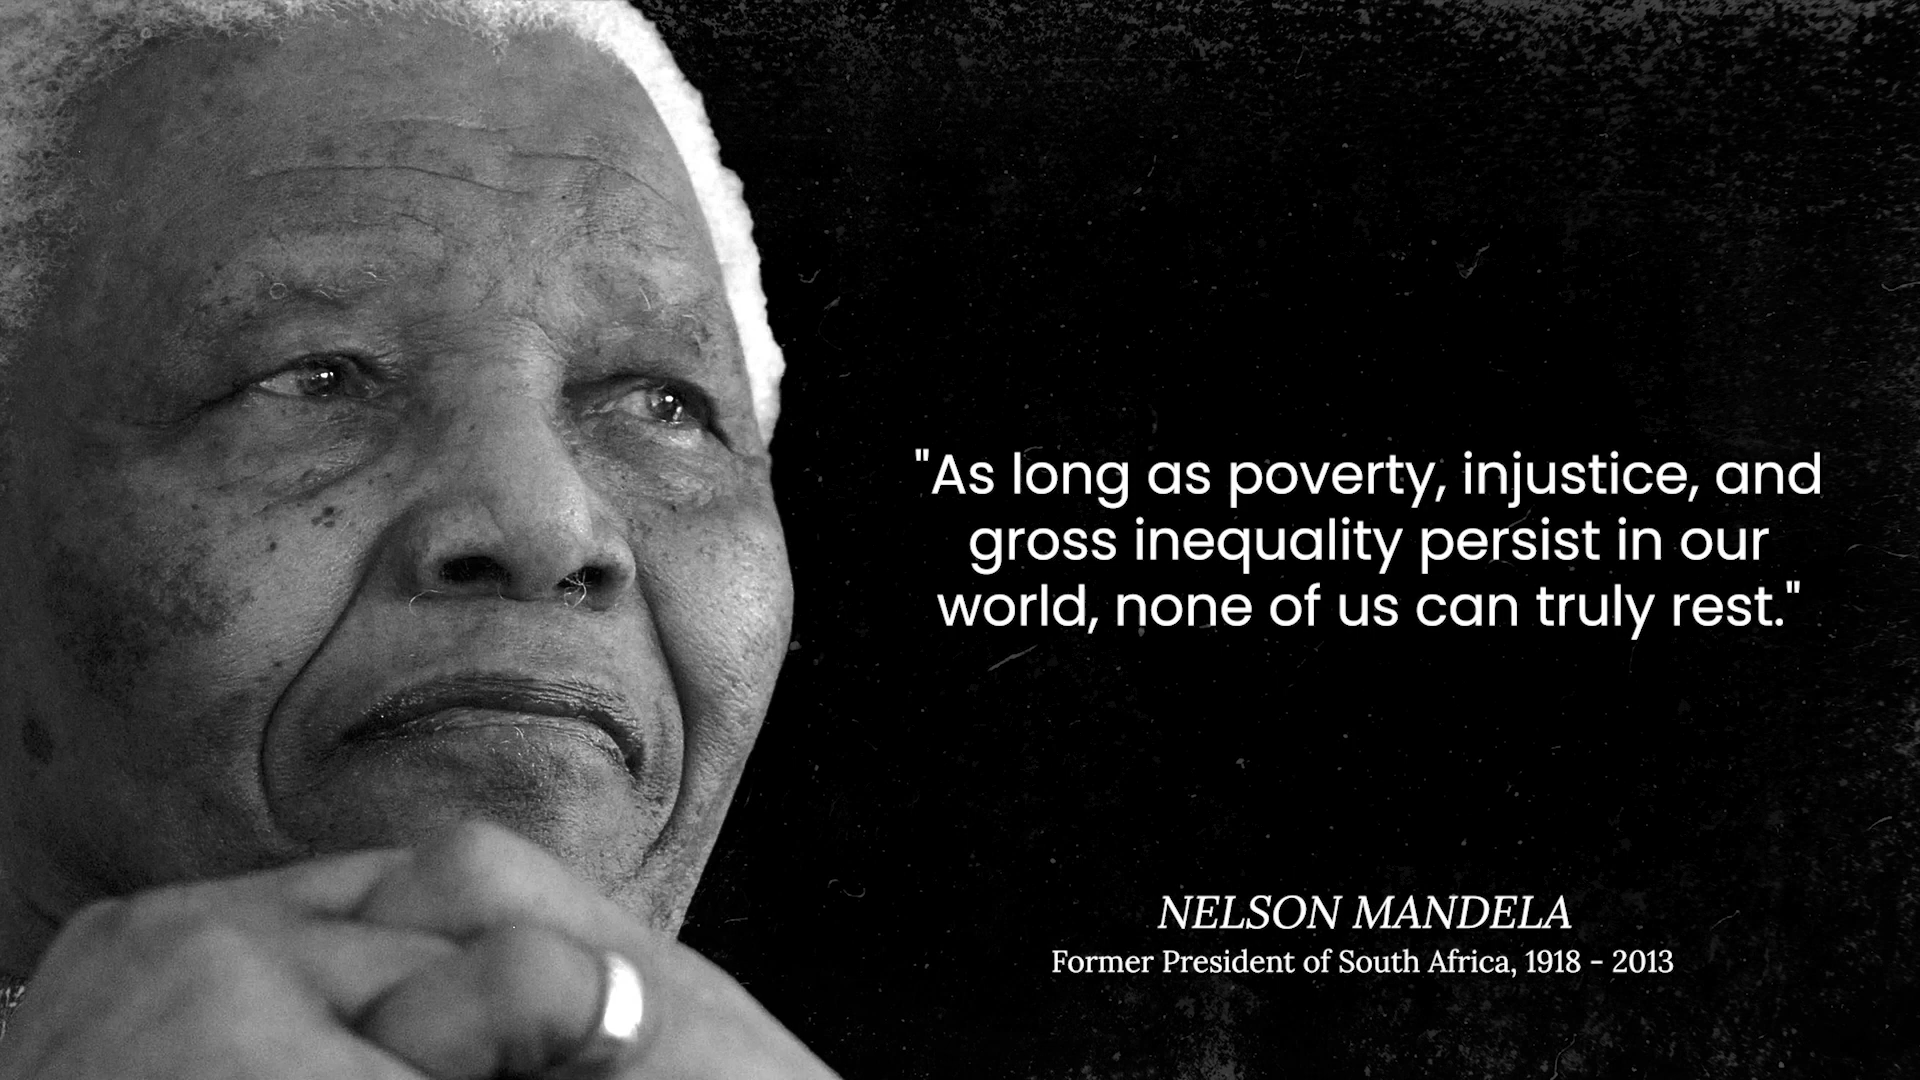 "As long as poverty, injustice, and
gross inequality persist in our
world, none of us can truly rest."
NELSON MANDELA
Former President of South Africa, 1918 - 2013